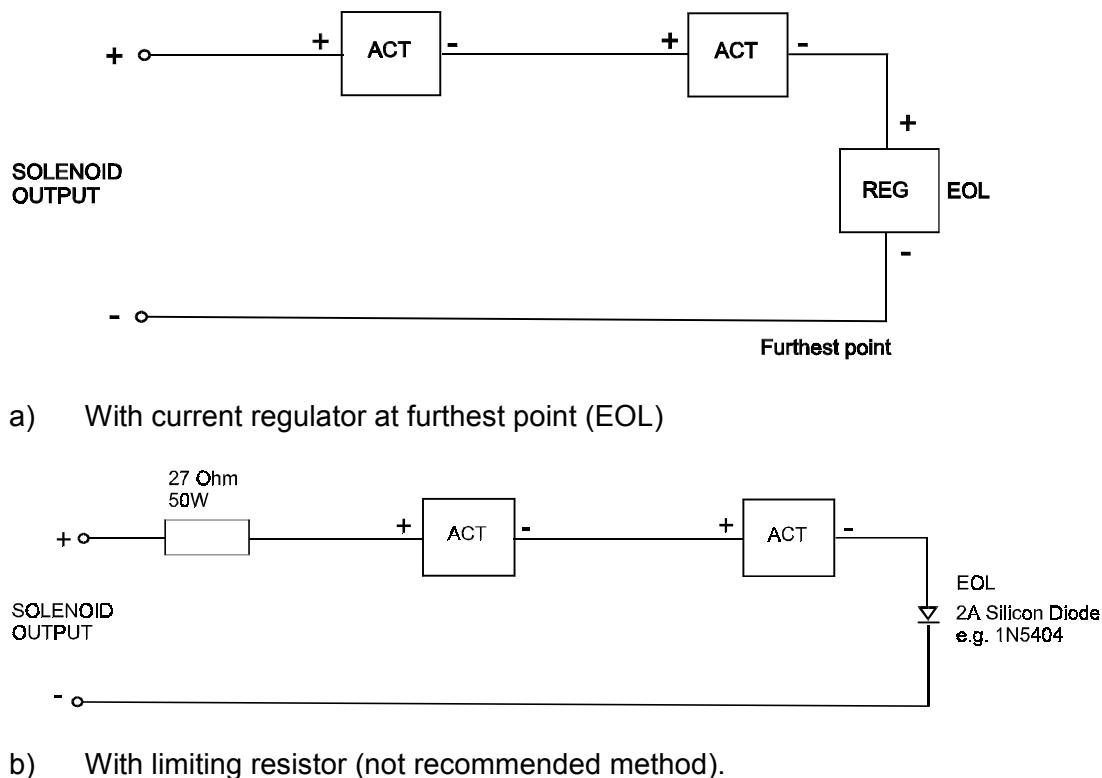 +
+ ACT -
+ ACT -
+
SOLENOID
OUTPUT
REG EOL
-
-
Furthest point
a) With current regulator at furthest point (EOL)
27 Ohm
50W
+
+ ACT -
+ ACT -
EOL
2A Silicon Diode
e.g. 1N5404
SOLENOID
OUTPUT
-
b) With limiting resistor (not recommended method).